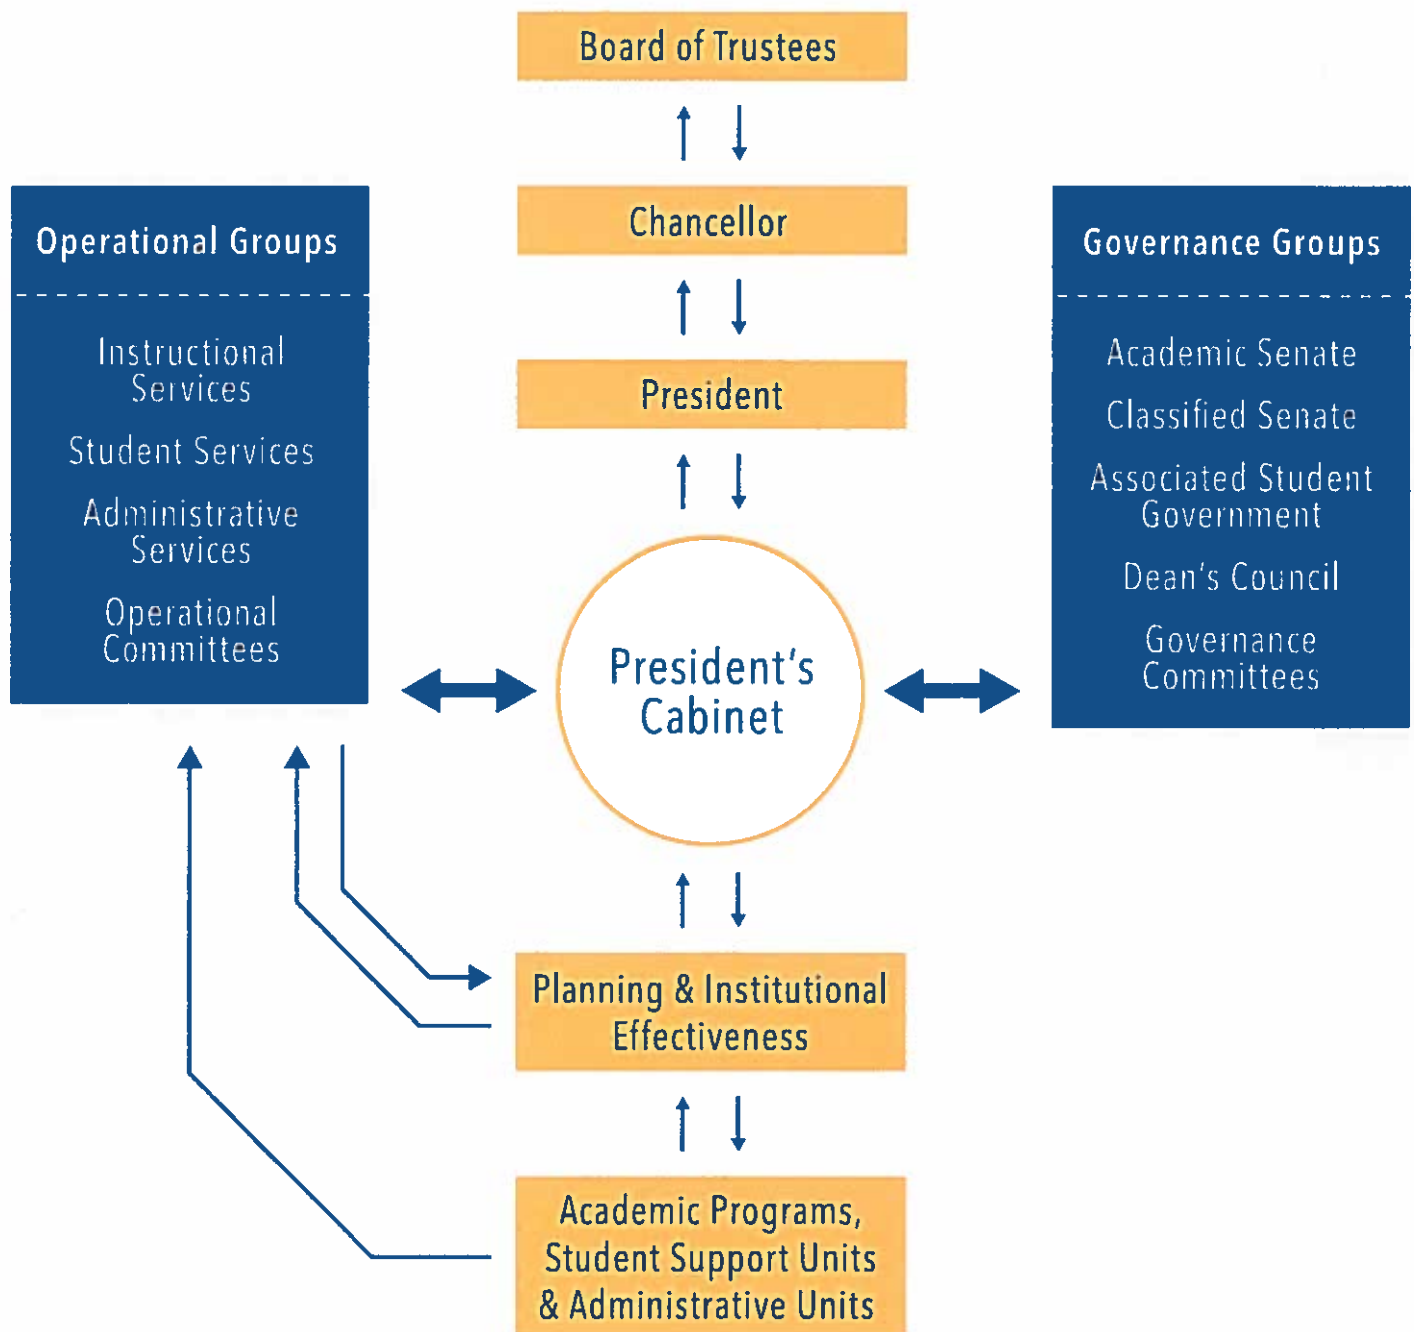 Board of Trustees
Chancellor
President
Operational Groups
Instructional
Services
Student Services
Administrative
Services
Operational
Committees
President's
Cabinet
Governance Groups
Academic Senate
Classified Senate
Associated Student
Government
Dean's Council
Governance
Committees
Planning & Institutional
Effectiveness
Academic Programs,
Student Support Units
& Administrative Units